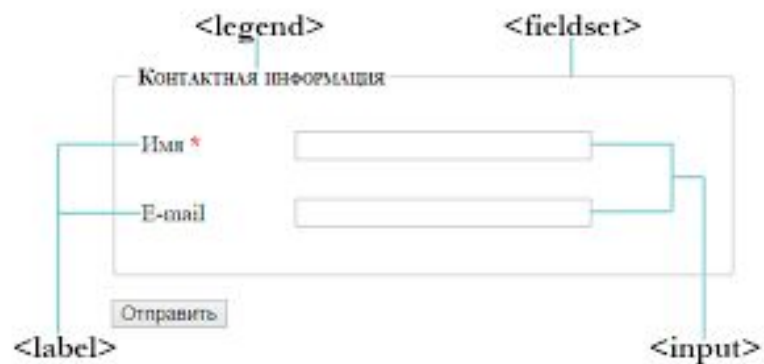 <legend> <fieldset>
Контактная информация
Имя *
E-mail
Отправить
<label> <input>